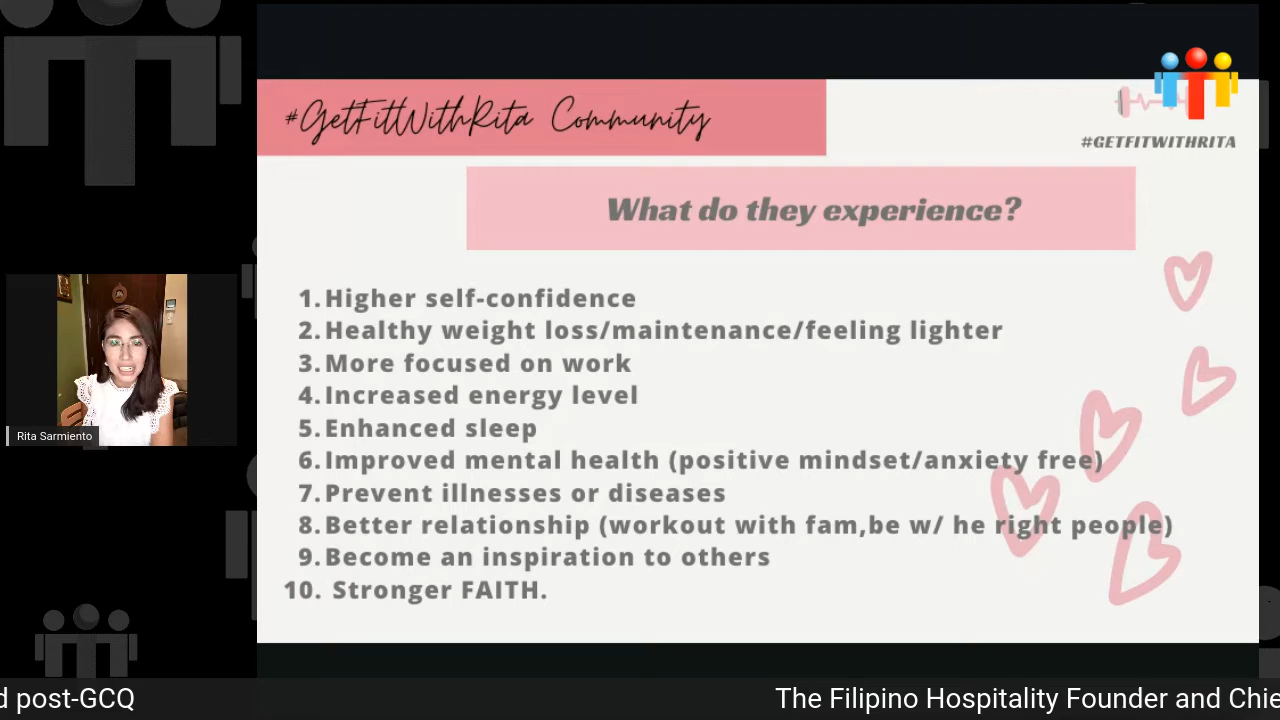 #GetFitWithRita Community
#GETFITWITHRITA
What do they experience?
1. Higher self-confidence
2. Healthy weight loss/maintenance/feeling lighter
3. More focused on work
4. Increased energy level
5. Enhanced sleep
6. Improved mental health (positive mindset/anxiety free)
7. Prevent illnesses or diseases
8. Better relationship (workout with fam,be w/ he right people)
9. Become an inspiration to others
10. Stronger FAITH.
Rita Sarmiento
d post-GCQ
The Filipino Hospitality Founder and Chie